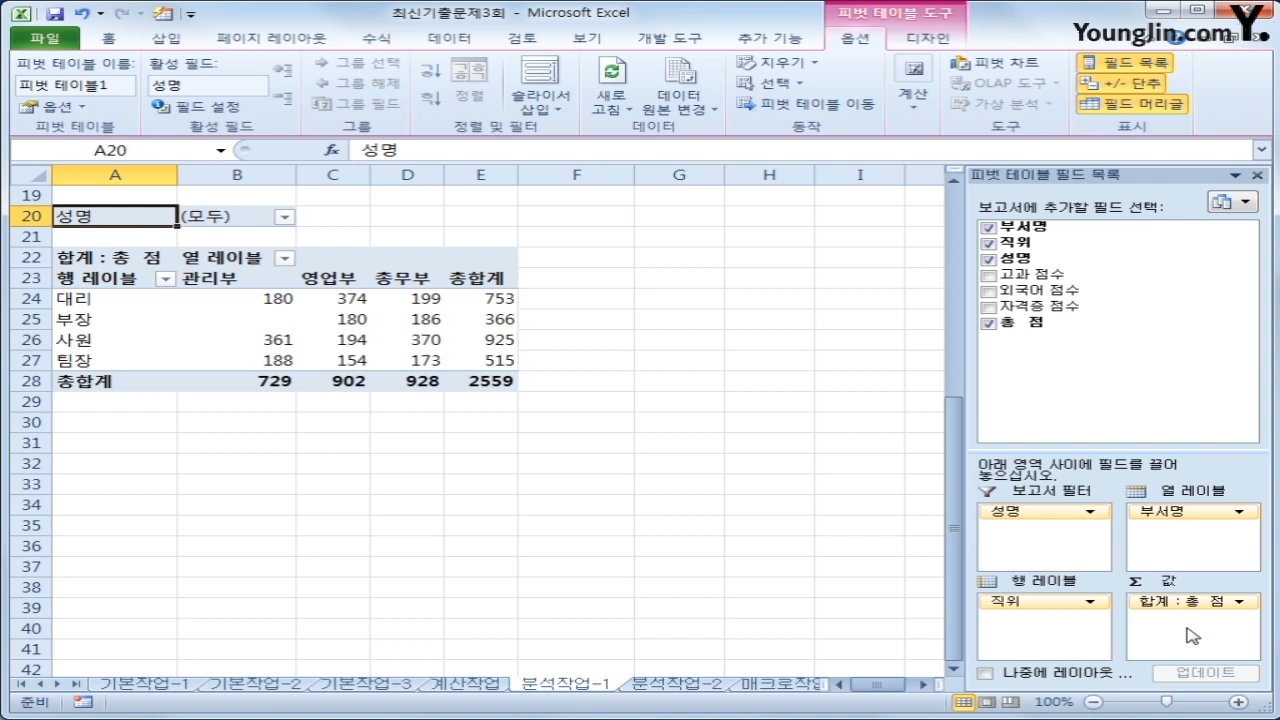 최신기출문제3회 - Microsoft Excel
피벗 테이블 도구
Younglin.com
Y.
파일 홈 삽입 페이지 레이아웃 수식 데이터 검토 보기 개발 도구 추가 기능 옵션 디자인
피벗 테이블 이름: 활성 필드: 그룹 선택 지우기 피벗 차트 필드 목록
피벗 테이블1 성명 그룹 해제 정렬 슬라이서 삽입 새로 고침 데이터 원본 변경 선택 계산 OLAP 도구 +/- 단추
옵션 필드 설정 그룹 필드 피벗 테이블 이동 가상 분석 필드 머리글
피벗 테이블 활성 필드 그룹 정렬 및 필터 데이터 동작 도구 표시
A20 fx 성명
A B C D E F G H I
19
20 성명 (모두)
21
22 합계 : 총 점 열 레이블
23 행 레이블 관리부 영업부 총무부 총합계
24 대리 180 374 199 753
25 부장 180 186 366
26 사원 361 194 370 925
27 팀장 188 154 173 515
28 총합계 729 902 928 2559
29
30
31
32
33
34
35
36
37
38
39
40
41
42
피벗 테이블 필드 목록
보고서에 추가할 필드 선택:
부서명
직위
성명
고과 점수
외국어 점수
자격증 점수
총 점
아래 영역 사이에 필드를 끌어
놓으십시오.
보고서 필터 열 레이블
성명 부서명
행 레이블 Σ 값
직위 합계 : 총 점
나중에 레이아웃 ... 업데이트
기본작업-1 기본작업-2 기본작업-3 계산작업 분석작업-1 분석작업-2 매크로작업
준비 100%